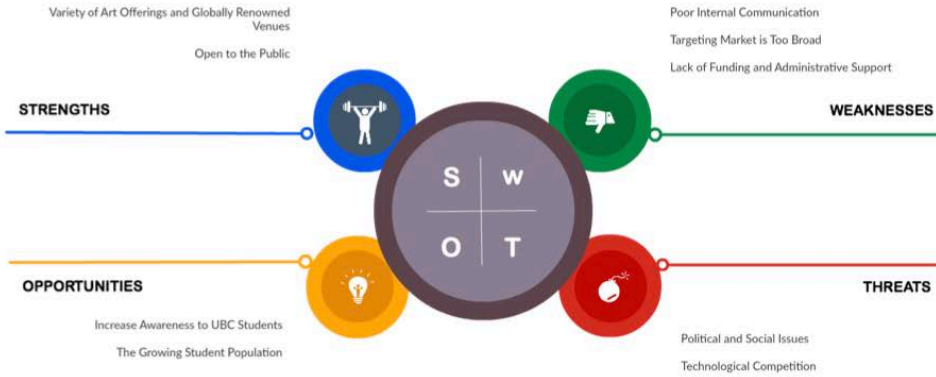 Variety of Art Offerings and Globally Renowned
Venues
Open to the Public
STRENGTHS
Poor Internal Communication
Targeting Market is Too Broad
Lack of Funding and Administrative Support
WEAKNESSES
S
w
O
T
OPPORTUNITIES
Increase Awareness to UBC Students
The Growing Student Population
THREATS
Political and Social Issues
Technological Competition